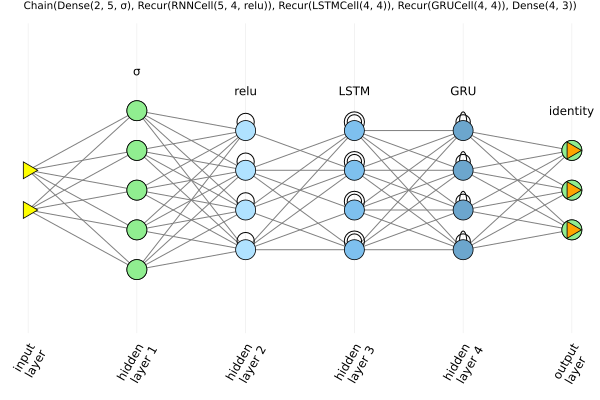 Chain(Dense(2, 5, σ), Recur(RNNCell(5, 4, relu)), Recur(LSTMCell(4, 4)), Recur(GRUCell(4, 4)), Dense(4, 3))
σ
relu
LSTM
GRU
identity
input
layer
hidden
layer 1
hidden
layer 2
hidden
layer 3
hidden
layer 4
output
layer